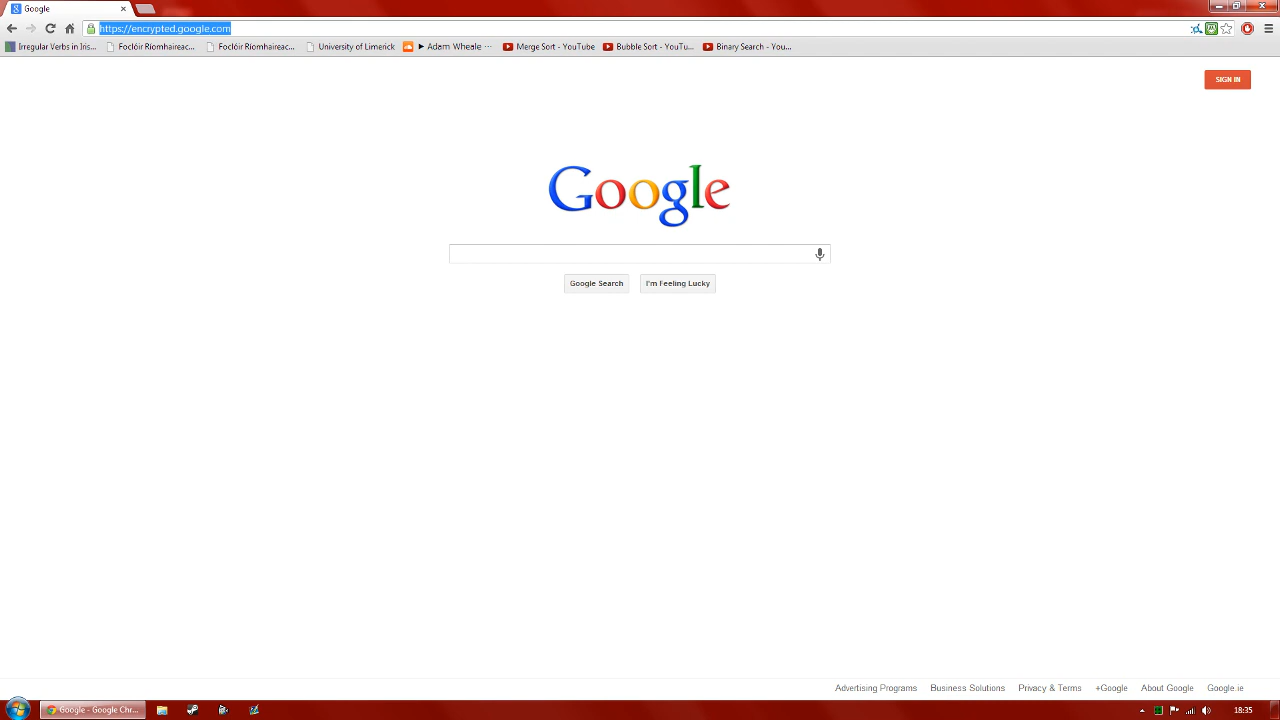 Google
https://encrypted.google.com
Irregular Verbs in Iris...
Foclóir Ríomhaireac...
Foclóir Ríomhaireac...
University of Limerick
▶ Adam Wheale ...
Merge Sort - YouTube
Bubble Sort - YouTu...
Binary Search - You...
SIGN IN
Google
Google Search
I'm Feeling Lucky
Advertising Programs
Business Solutions
Privacy & Terms
+Google
About Google
Google.ie
Google - Google Chr...
18:35